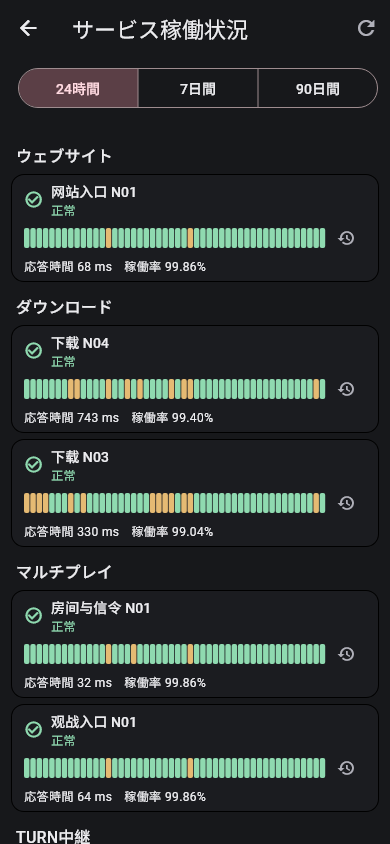 サービス稼働状況
24時間 7日間 90日間
ウェブサイト
网站入口 N01
正常
応答時間 68 ms 稼働率 99.86%
ダウンロード
下载 N04
正常
応答時間 743 ms 稼働率 99.40%
下载 N03
正常
応答時間 330 ms 稼働率 99.04%
マルチプレイ
房间与信令 N01
正常
応答時間 32 ms 稼働率 99.86%
观战入口 N01
正常
応答時間 64 ms 稼働率 99.86%
TURN中継